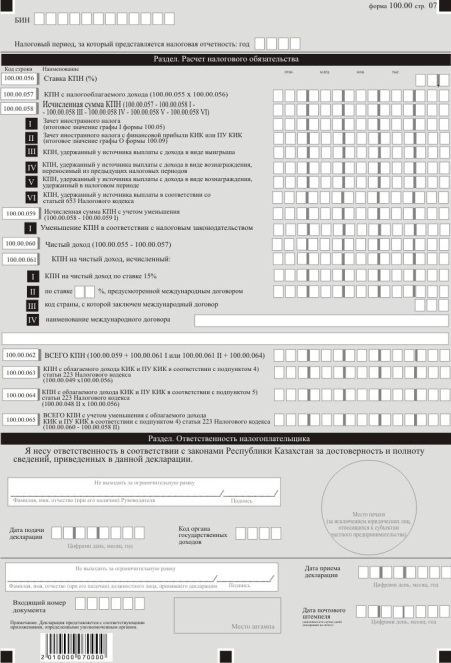 форма 100.00 стр. 07
БИН
Налоговый период, за который представляется налоговая отчетность: год
Раздел. Расчет налогового обязательства
Код строки Наименование
100.00.056 Ставка КПН (%)
100.00.057 КПН с налогооблагаемого дохода (100.00.055 х 100.00.056)
100.00.058 Исчисленная сумма КПН (100.00.057 - 100.00.058 I -
- 100.00.058 III - 100.00.058 IV - 100.00.058 V - 100.00.058 VI)
I Зачет иностранного налога
(итоговое значение графы I формы 100.05)
II Зачет иностранного налога с финансовой прибыли КИК или ПУ КИК
(итоговое значение графы O формы 100.09)
III КПН, удержанный у источника выплаты с дохода в виде выигрыша
IV КПН, удержанный у источника выплаты с дохода в виде вознаграждения,
переносимый из предыдущих налоговых периодов
V КПН, удержанный у источника выплаты с дохода в виде вознаграждения,
удержанный в налоговом периоде
VI КПН, удержанный у источника выплаты в соответствии со
статьей 653 Налогового кодекса
100.00.059 Исчисленная сумма КПН с учетом уменьшения
(100.00.058 - 100.00.059 I)
I Уменьшение КПН в соответствии с налоговым законодательством
100.00.060 Чистый доход (100.00.055 - 100.00.057)
100.00.061 КПН на чистый доход, исчисленный:
I КПН на чистый доход по ставке 15%
II по ставке %, предусмотренной международным договором
III код страны, с которой заключен международный договор
IV наименование международного договора
100.00.062 ВСЕГО КПН (100.00.059 + 100.00.061 I или 100.00.061 II + 100.00.064)
100.00.063 КПН с облагаемого дохода КИК и ПУ КИК в соответствии с подпунктом 4)
статьи 223 Налогового кодекса
(100.00.049 х100.00.056)
100.00.064 КПН с облагаемого дохода КИК и ПУ КИК в соответствии с подпунктом 5)
статьи 223 Налогового кодекса
(100.00.048 II х 100.00.056)
100.00.065 ВСЕГО КПН с учетом уменьшения с облагаемого дохода
КИК и ПУ КИК в соответствии с подпунктом 4) статьи 223 Налогового кодекса
(100.00.060 - 100.00.058 II)
Раздел. Ответственность налогоплательщика
Я несу ответственность в соответствии с законами Республики Казахстан за достоверность и полноту
сведений, приведенных в данной декларации.
Не выходить за ограничительную рамку
Фамилия, имя, отчество (при его наличии) Руководителя Подпись
Место печати
(за исключением юридических лиц,
относящихся к субъектам
частного предпринимательства)
Дата подачи
декларации
Цифрами день, месяц, год
Код органа
государственных
доходов
Не выходить за ограничительную рамку
Фамилия, имя, отчество (при его наличии) должностного лица, принявшего декларацию Подпись
Дата приема
декларации
Цифрами день, месяц, год
Входящий номер
документа
Место штампа
Дата почтового
штемпеля
Цифрами день, месяц, год
Примечание. Декларация представляется с соответствующими
приложениями, определенными уполномоченным органом.
2010000070000